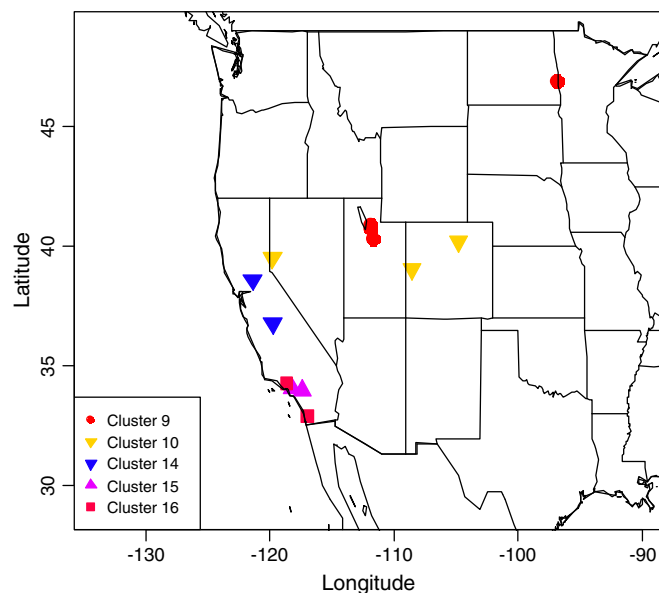 Latitude
45
40
35
30
Cluster 9
Cluster 10
Cluster 14
Cluster 15
Cluster 16
-130
-120
-110
-100
-90
Longitude